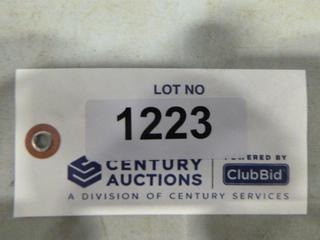 LOT NO
1223
CENTURY AUCTIONS
POWERED BY
ClubBid
A DIVISION OF CENTURY SERVICES